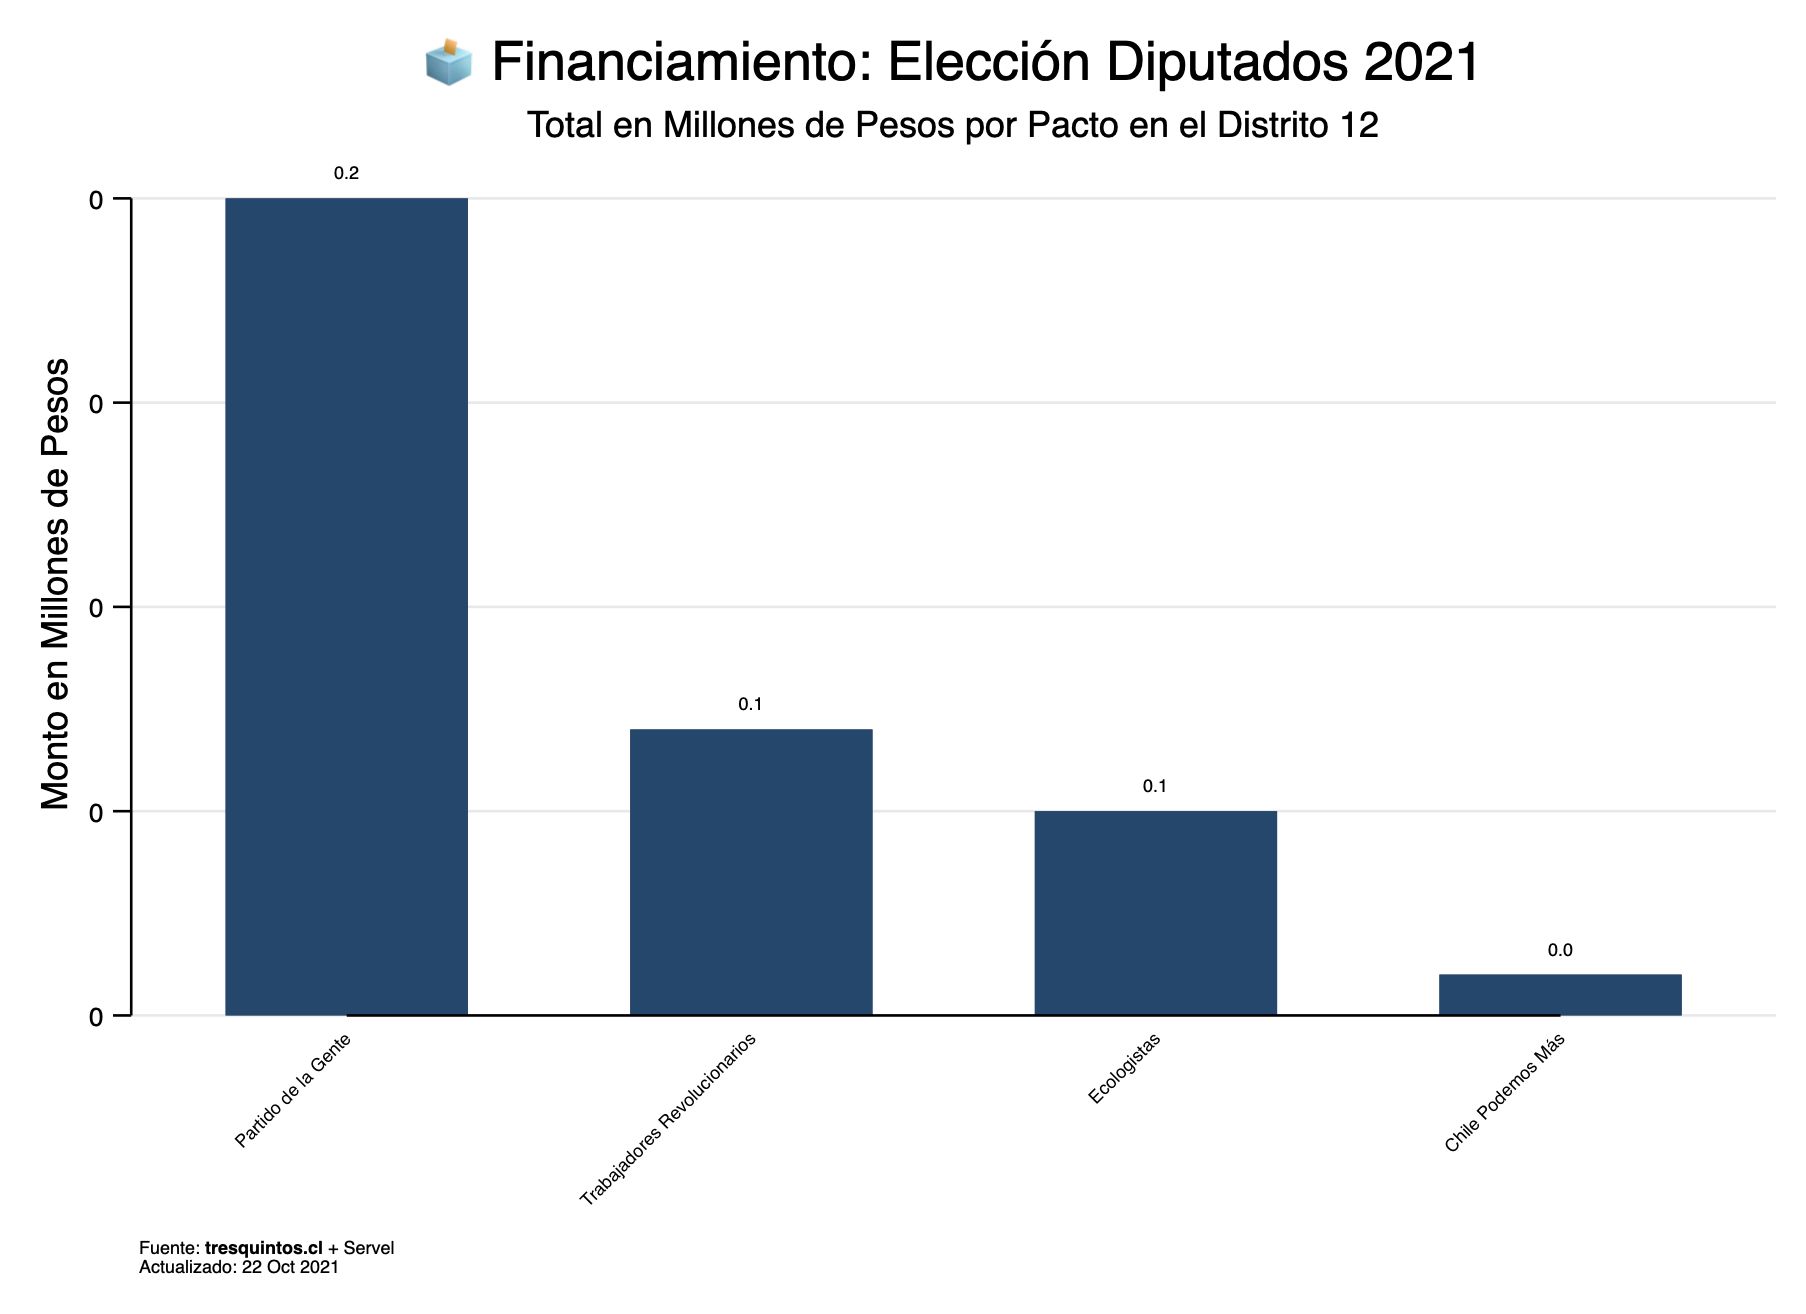 Financiamiento: Elección Diputados 2021
Total en Millones de Pesos por Pacto en el Distrito 12
Monto en Millones de Pesos
0
0
0
0
0
0.2
0.1
0.1
0.0
Partido de la Gente
Trabajadores Revolucionarios
Ecologistas
Chile Podemos Más
Fuente: tresquintos.cl + Servel
Actualizado: 22 Oct 2021